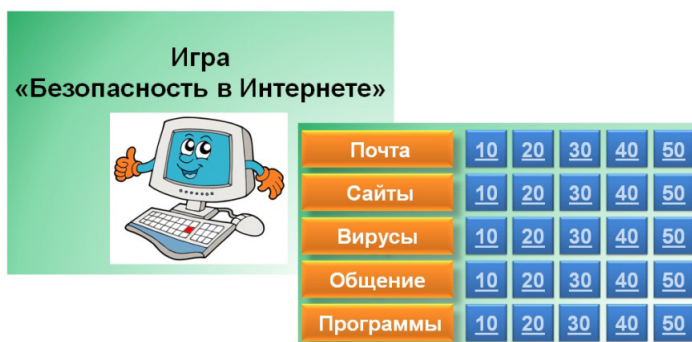 Игра
«Безопасность в Интернете»
Почта 10 20 30 40 50
Сайты 10 20 30 40 50
Вирусы 10 20 30 40 50
Общение 10 20 30 40 50
Программы 10 20 30 40 50